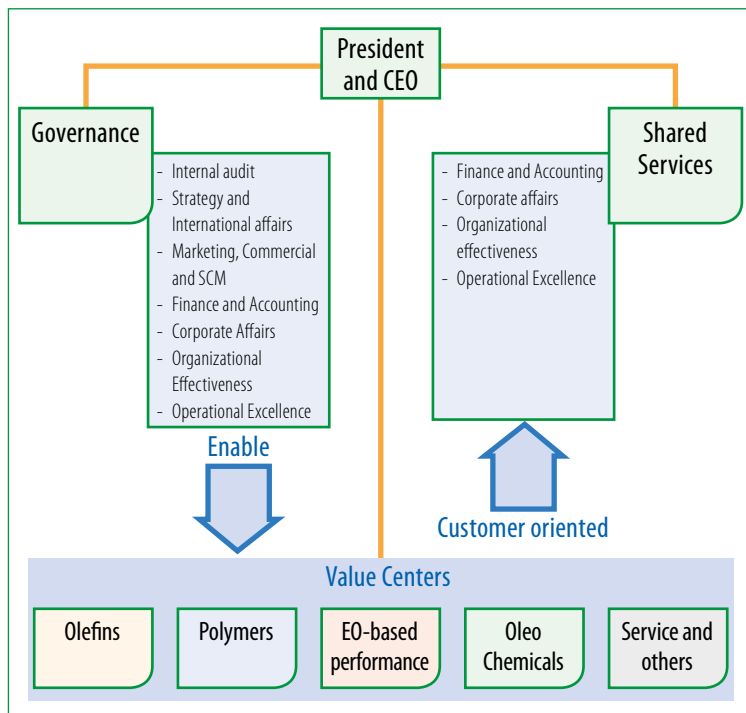 President
and CEO
Governance
- Internal audit
- Strategy and
International affairs
- Marketing, Commercial
and SCM
- Finance and Accounting
- Corporate Affairs
- Organizational
Effectiveness
- Operational Excellence
Shared
Services
- Finance and Accounting
- Corporate affairs
- Organizational
effectiveness
- Operational Excellence
Enable
Customer oriented
Value Centers
Olefins
Polymers
EO-based
performance
Oleo
Chemicals
Service and
others